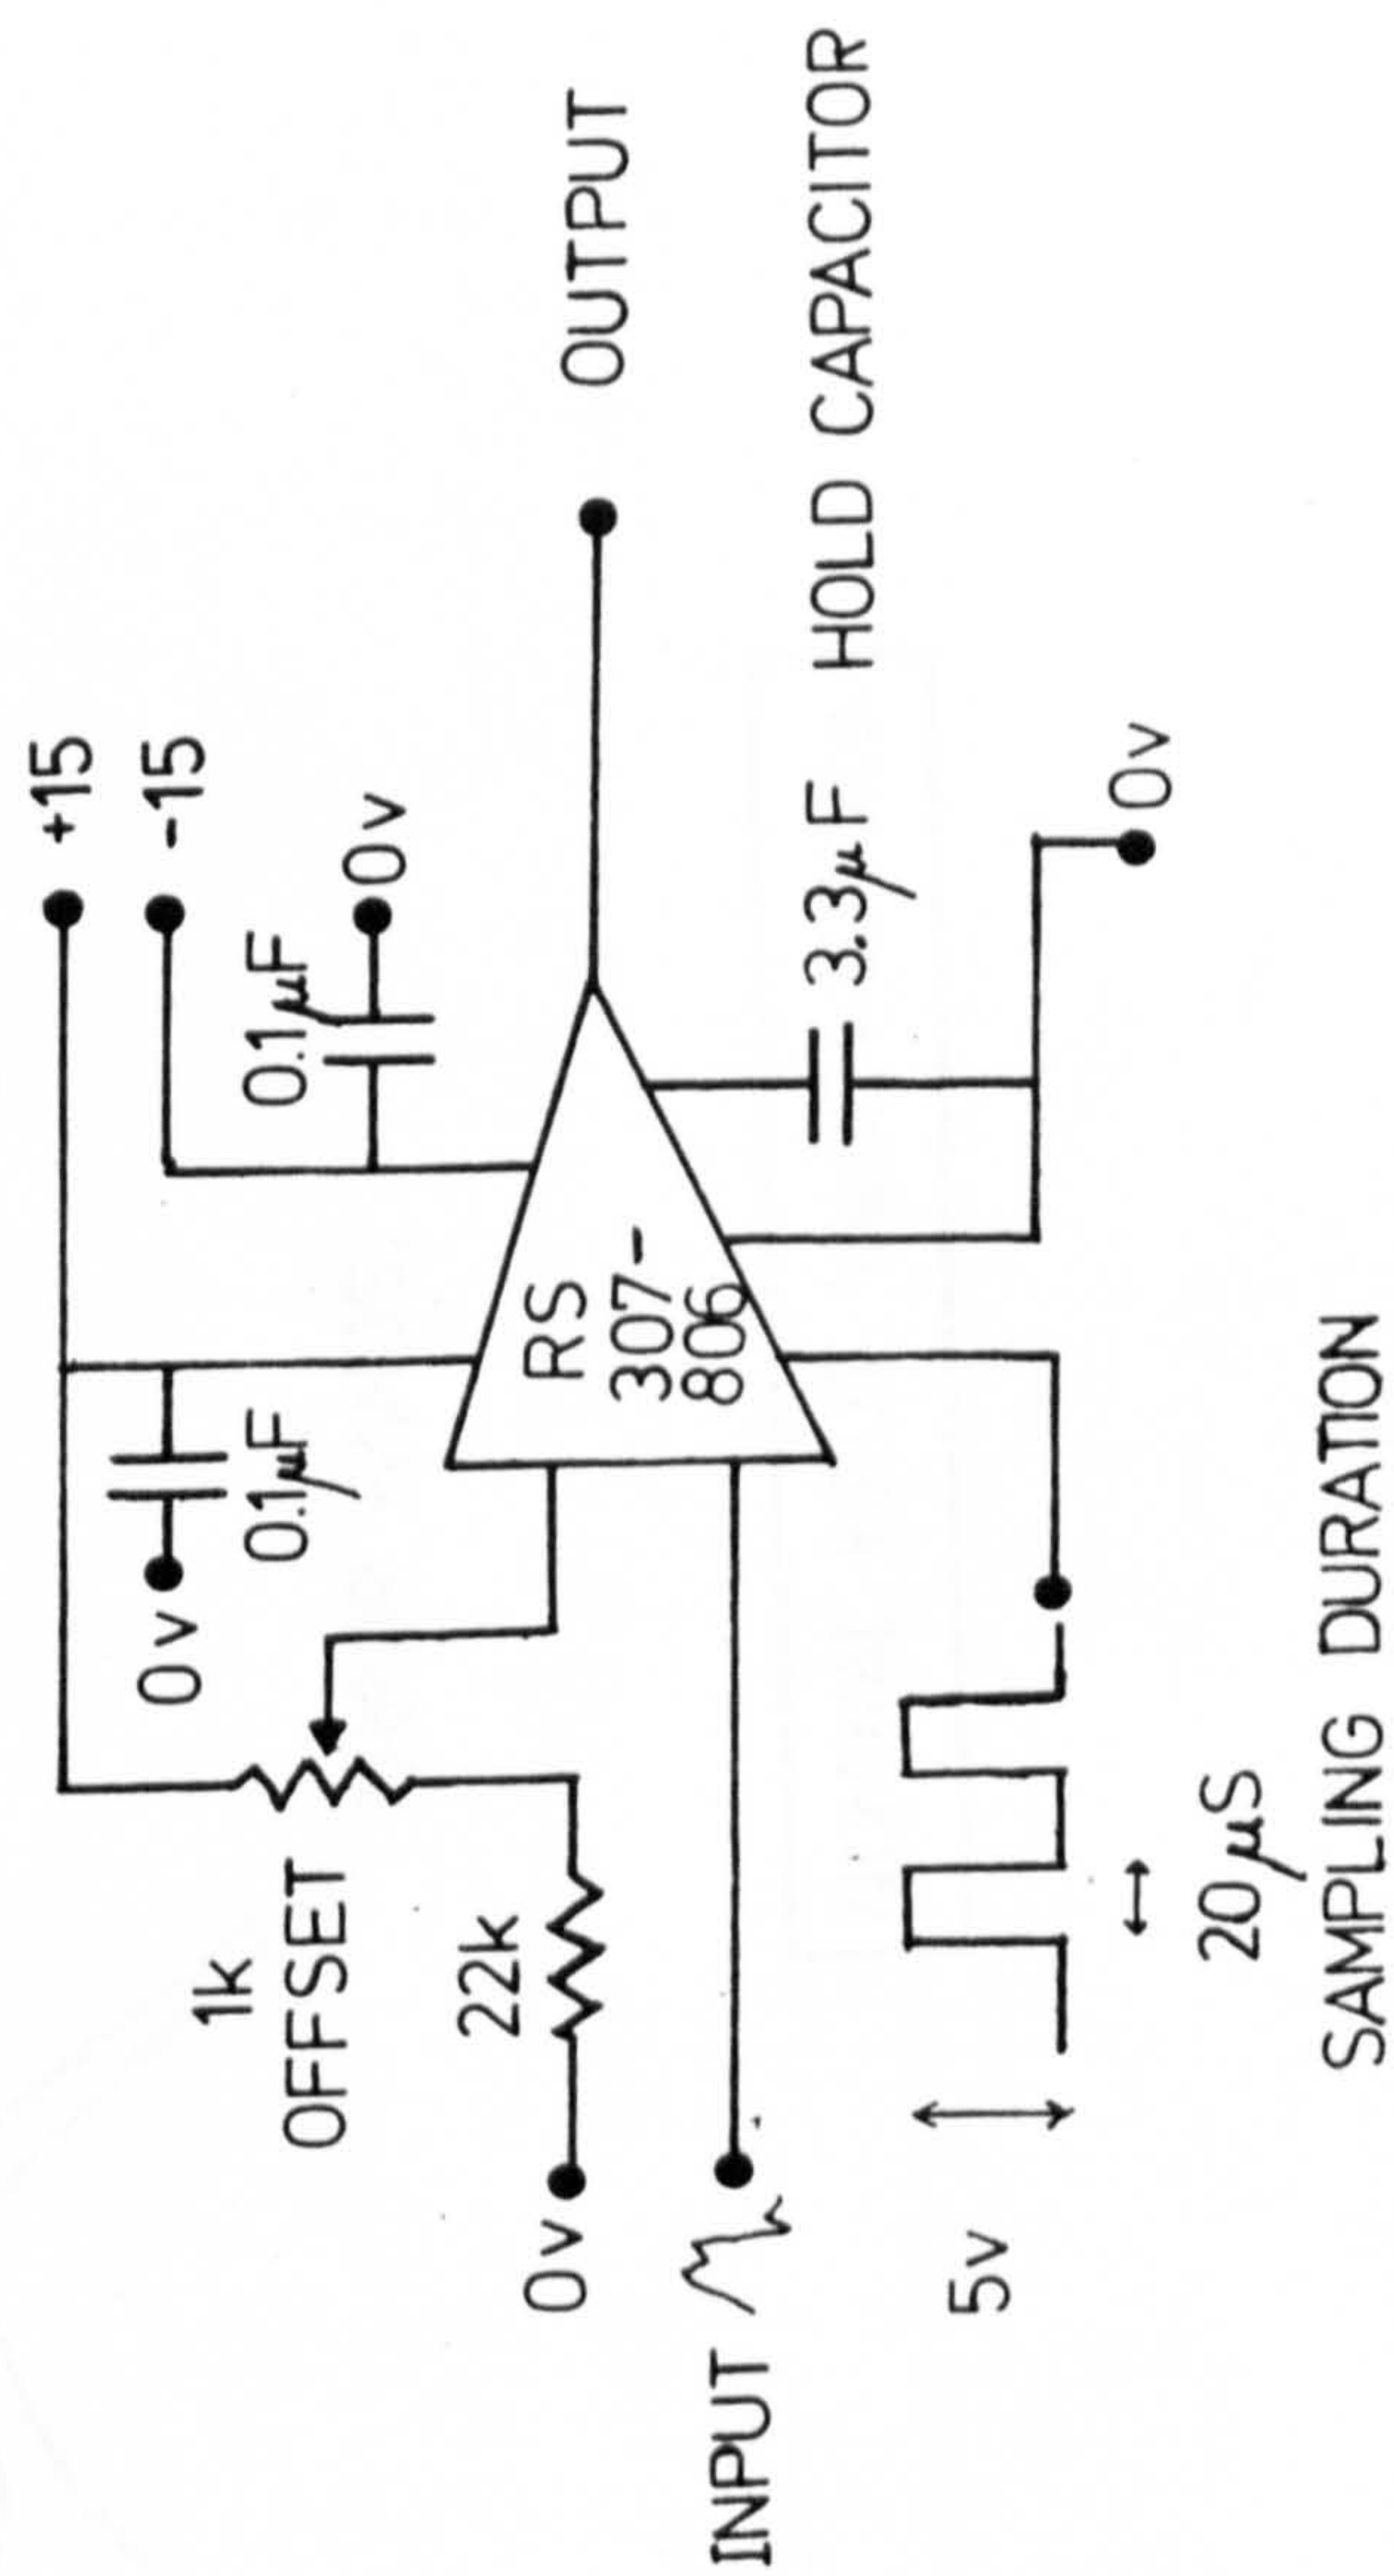 +15
-15
0.1µF
0v
0v
0.1µF
1k
OFFSET
22k
0v
RS
307-
806
OUTPUT
INPUT
3.3µF HOLD CAPACITOR
0v
5v
20µS
SAMPLING DURATION